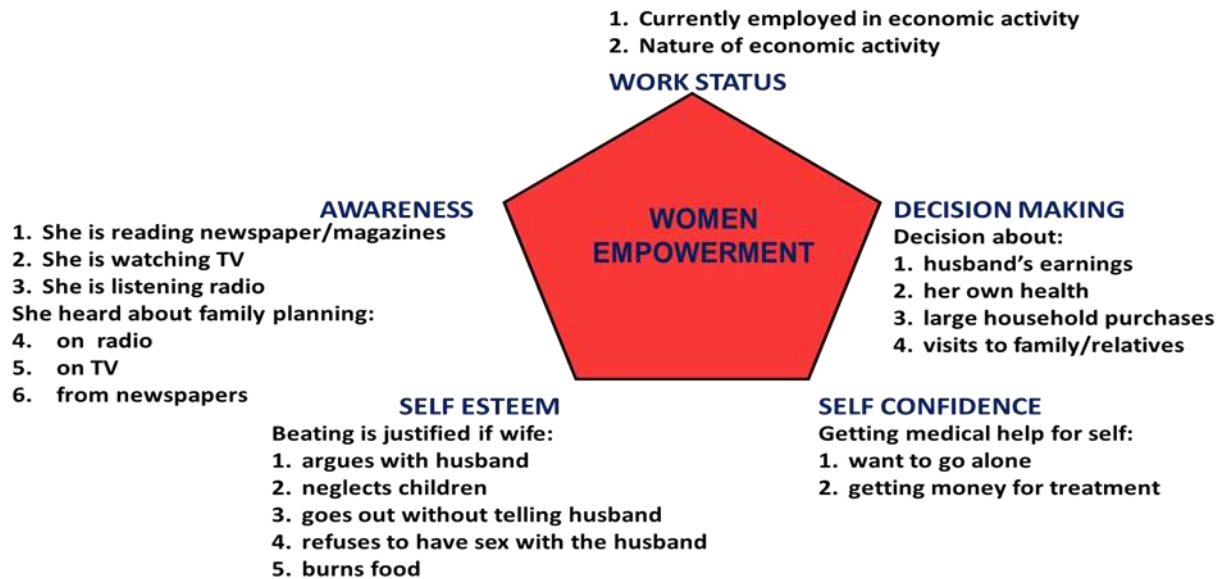 1. Currently employed in economic activity
2. Nature of economic activity
WORK STATUS
AWARENESS
1. She is reading newspaper/magazines
2. She is watching TV
3. She is listening radio
She heard about family planning:
4. on radio
5. on TV
6. from newspapers
WOMEN
EMPOWERMENT
DECISION MAKING
Decision about:
1. husband's earnings
2. her own health
3. large household purchases
4. visits to family/relatives
SELF ESTEEM
Beating is justified if wife:
1. argues with husband
2. neglects children
3. goes out without telling husband
4. refuses to have sex with the husband
5. burns food
SELF CONFIDENCE
Getting medical help for self:
1. want to go alone
2. getting money for treatment